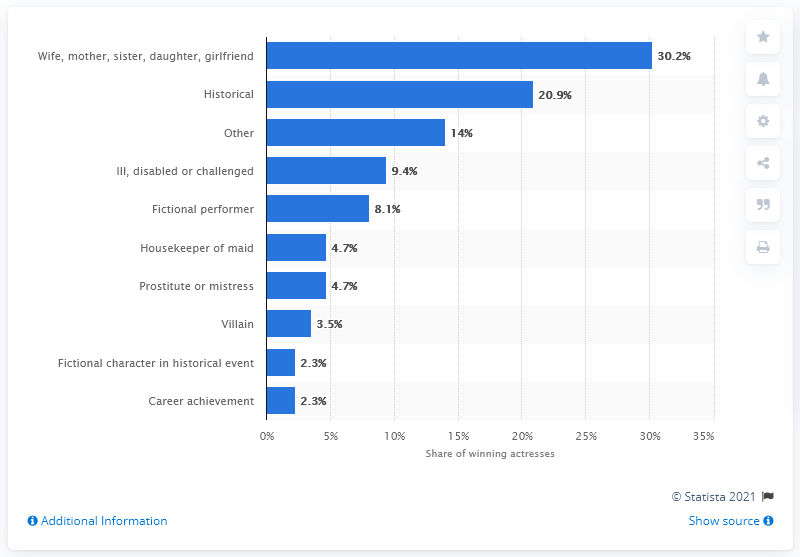 Wife, mother, sister, daughter, girlfriend 30.2%
Historical 20.9%
Other 14%
Ill, disabled or challenged 9.4%
Fictional performer 8.1%
Housekeeper of maid 4.7%
Prostitute or mistress 4.7%
Villain 3.5%
Fictional character in historical event 2.3%
Career achievement 2.3%
0% 5% 10% 15% 20% 25% 30% 35%
Share of winning actresses
© Statista 2021
Additional Information Show source